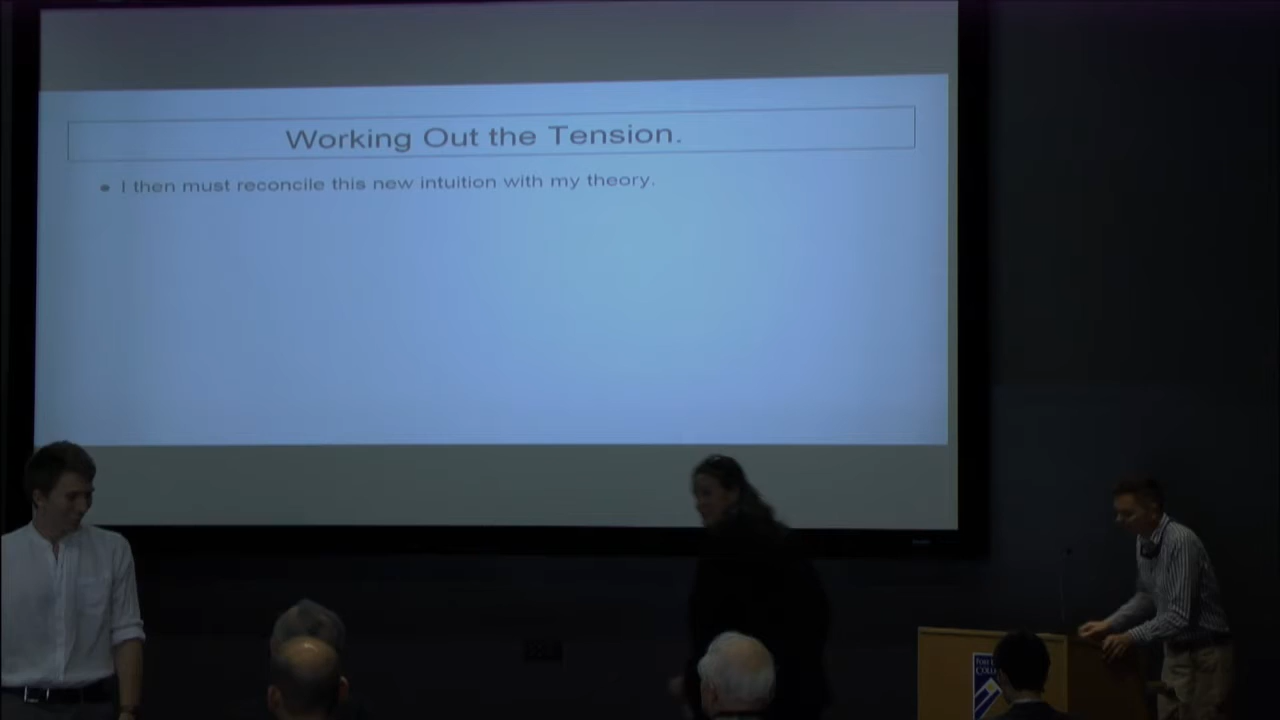 Working Out the Tension.
• I then must reconcile this new intuition with my theory.